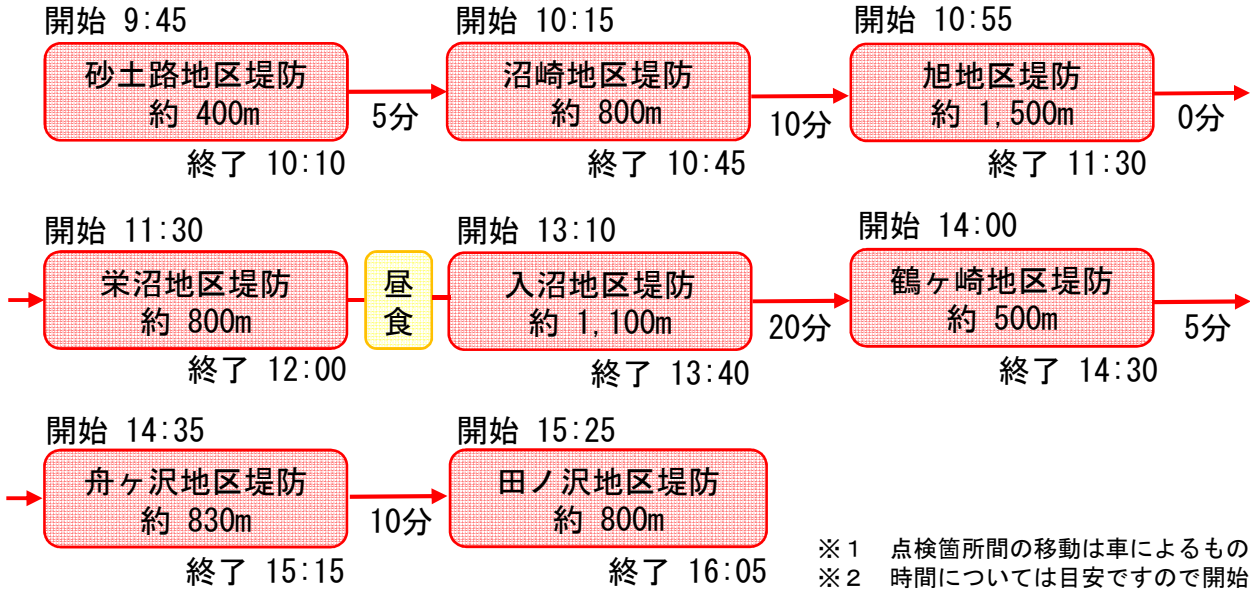 開始 9:45
砂土路地区堤防
約 400m
終了 10:10
5分
開始 10:15
沼崎地区堤防
約 800m
終了 10:45
10分
開始 10:55
旭地区堤防
約 1,500m
終了 11:30
0分
開始 11:30
栄沼地区堤防
約 800m
終了 12:00
昼
食
開始 13:10
入沼地区堤防
約 1,100m
終了 13:40
20分
開始 14:00
鶴ヶ崎地区堤防
約 500m
終了 14:30
5分
開始 14:35
舟ヶ沢地区堤防
約 830m
終了 15:15
10分
開始 15:25
田ノ沢地区堤防
約 800m
終了 16:05
※１　点検箇所間の移動は車によるもの
※２　時間については目安ですので開始